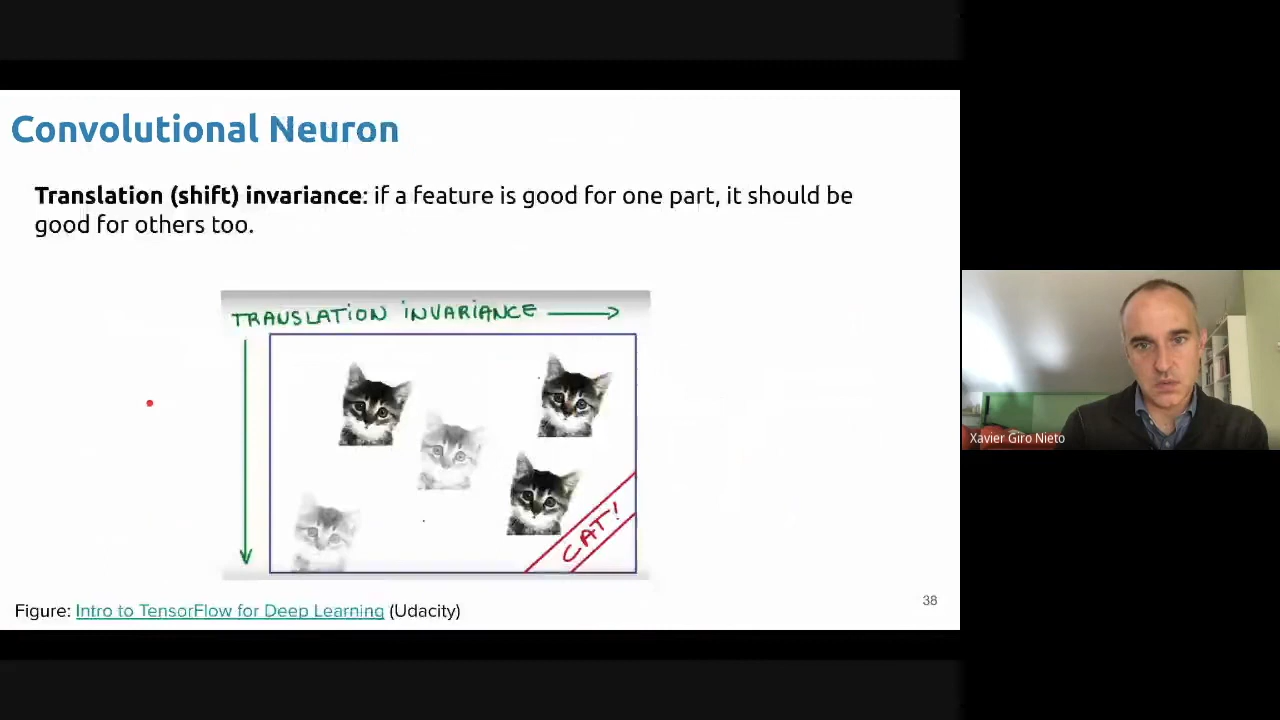 Convolutional Neuron
Translation (shift) invariance: if a feature is good for one part, it should be
good for others too.
TRANSLATION INVARIANCE
CAT!
Xavier Giro Nieto
38
Figure: Intro to TensorFlow for Deep Learning (Udacity)